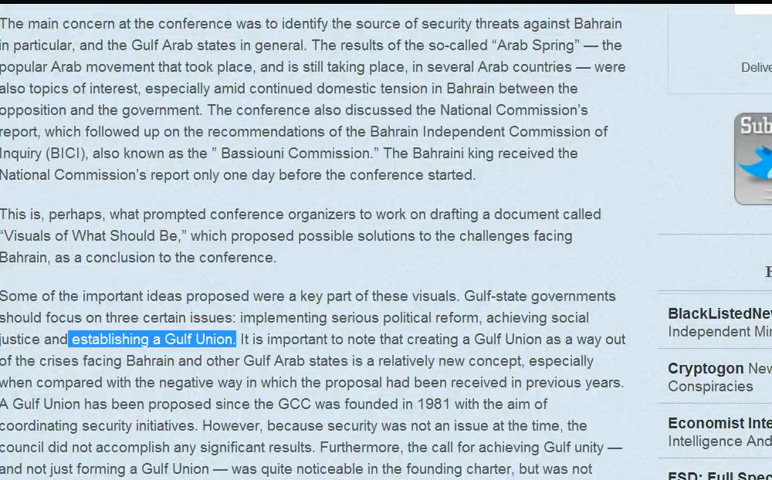 The main concern at the conference was to identify the source of security threats against Bahrain
in particular, and the Gulf Arab states in general. The results of the so-called “Arab Spring” — the
popular Arab movement that took place, and is still taking place, in several Arab countries — were
also topics of interest, especially amid continued domestic tension in Bahrain between the
opposition and the government. The conference also discussed the National Commission’s
report, which followed up on the recommendations of the Bahrain Independent Commission of
Inquiry (BICI), also known as the ” Bassiouni Commission.” The Bahraini king received the
National Commission’s report only one day before the conference started.
This is, perhaps, what prompted conference organizers to work on drafting a document called
“Visuals of What Should Be,” which proposed possible solutions to the challenges facing
Bahrain, as a conclusion to the conference.
Some of the important ideas proposed were a key part of these visuals. Gulf-state governments
should focus on three certain issues: implementing serious political reform, achieving social
justice and establishing a Gulf Union. It is important to note that creating a Gulf Union as a way out
of the crises facing Bahrain and other Gulf Arab states is a relatively new concept, especially
when compared with the negative way in which the proposal had been received in previous years.
A Gulf Union has been proposed since the GCC was founded in 1981 with the aim of
coordinating security initiatives. However, because security was not an issue at the time, the
council did not accomplish any significant results. Furthermore, the call for achieving Gulf unity —
and not just forming a Gulf Union — was quite noticeable in the founding charter, but was not
Delive
Sub
BlackListedNe
Independent Mi
Cryptogon New
Conspiracies
Economist Inte
Intelligence And
FSD: Full Spec